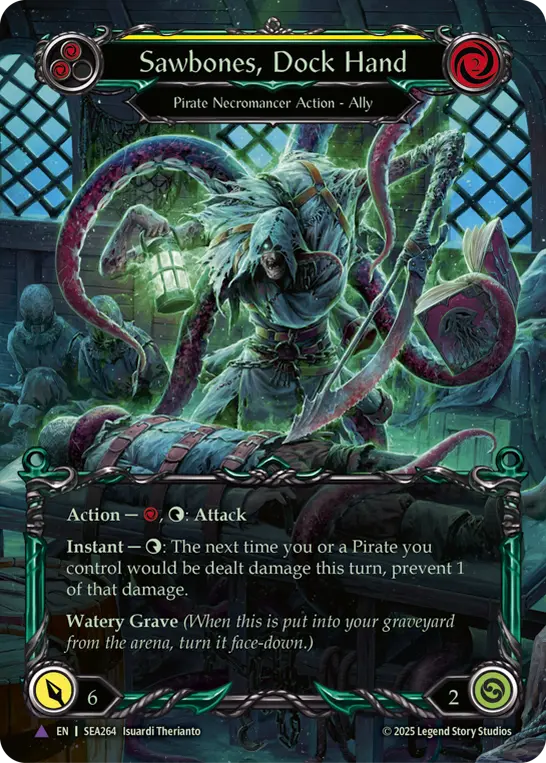 Sawbones, Dock Hand
Pirate Necromancer Action - Ally
Action — , : Attack
Instant — : The next time you or a Pirate you
control would be dealt damage this turn, prevent 1
of that damage.
Watery Grave (When this is put into your graveyard
from the arena, turn it face-down.)
6
2
EN | SEA264 Isuardi Therianto
© 2025 Legend Story Studios